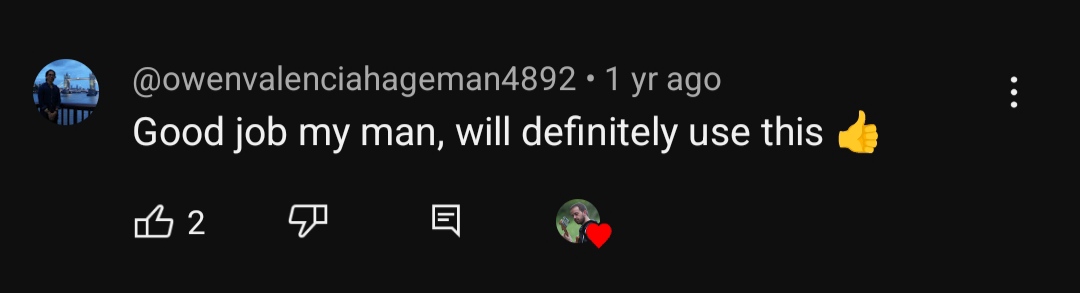 @owenvalenciahageman4892 • 1 yr ago
Good job my man, will definitely use this 👍
2